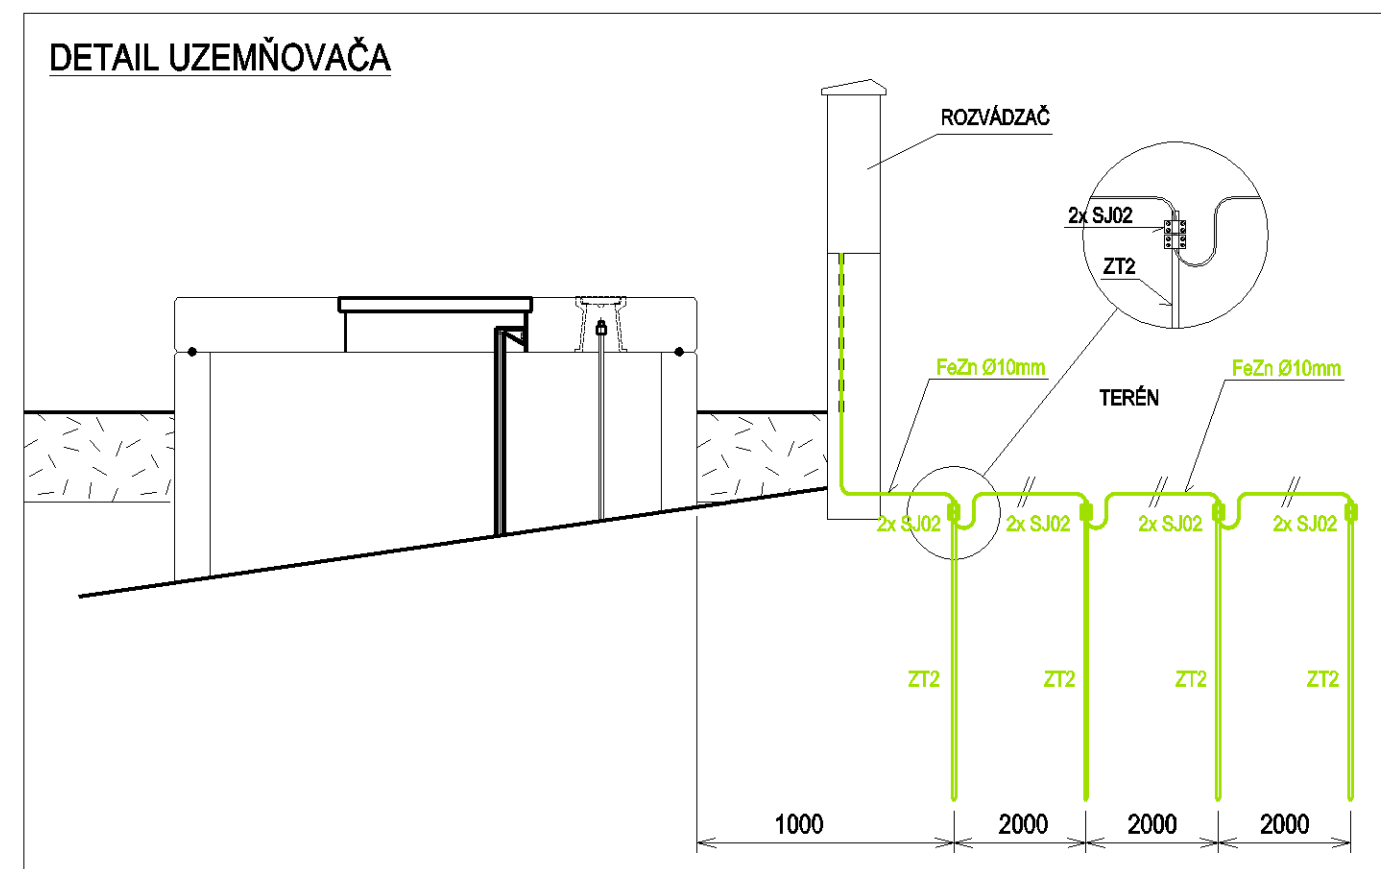 DETAIL UZEMŇOVAČA
ROZVÁDZAČ
2x SJ02
ZT2
FeZn Ø10mm
TERÉN
FeZn Ø10mm
2x SJ02
2x SJ02
2x SJ02
2x SJ02
ZT2
ZT2
ZT2
ZT2
1000
2000
2000
2000